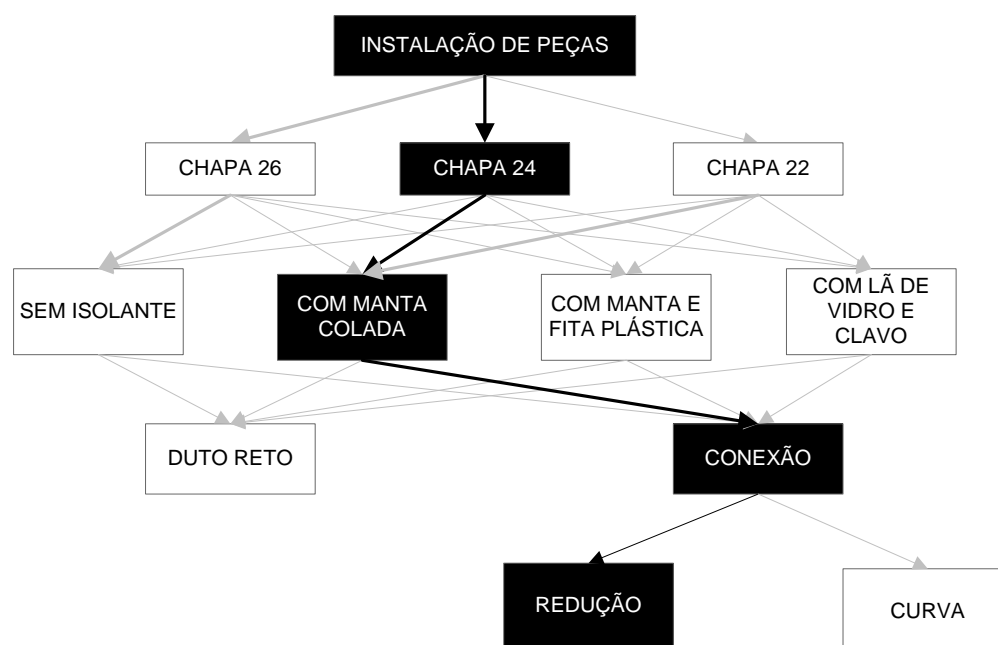 INSTALAÇÃO DE PEÇAS
CHAPA 26
CHAPA 24
CHAPA 22
SEM ISOLANTE
COM MANTA
COLADA
COM MANTA E
FITA PLÁSTICA
COM LÃ DE
VIDRO E
CLAVO
DUTO RETO
CONEXÃO
REDUÇÃO
CURVA